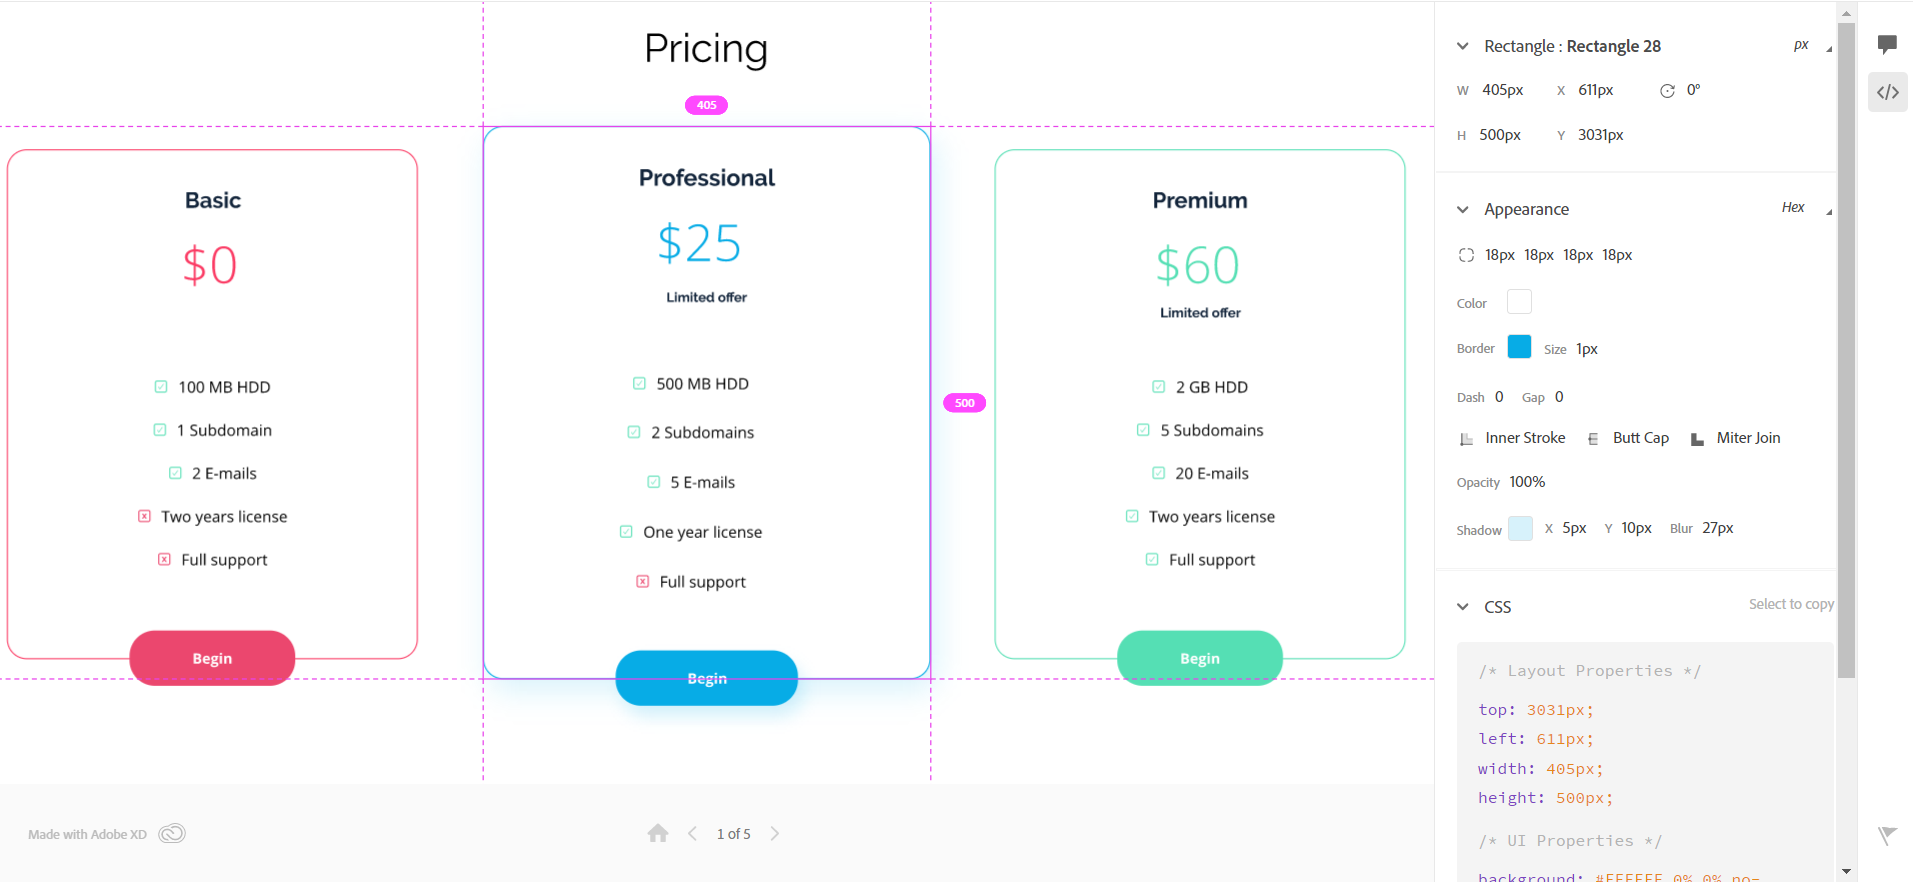 Pricing
405
Basic
$0
100 MB HDD
1 Subdomain
2 E-mails
Two years license
Full support
Begin
Professional
$25
Limited offer
500 MB HDD
2 Subdomains
5 E-mails
One year license
Full support
Begin
500
Premium
$60
Limited offer
2 GB HDD
5 Subdomains
20 E-mails
Two years license
Full support
Begin
Made with Adobe XD
1 of 5
Rectangle : Rectangle 28 px
W 405px X 611px 0°
H 500px Y 3031px
Appearance Hex
18px 18px 18px 18px
Color
Border Size 1px
Dash 0 Gap 0
Inner Stroke Butt Cap Miter Join
Opacity 100%
Shadow X 5px Y 10px Blur 27px
CSS Select to copy
/* Layout Properties */
top: 3031px;
left: 611px;
width: 405px;
height: 500px;
/* UI Properties */
background: #FFFFFF 0% 0% no-